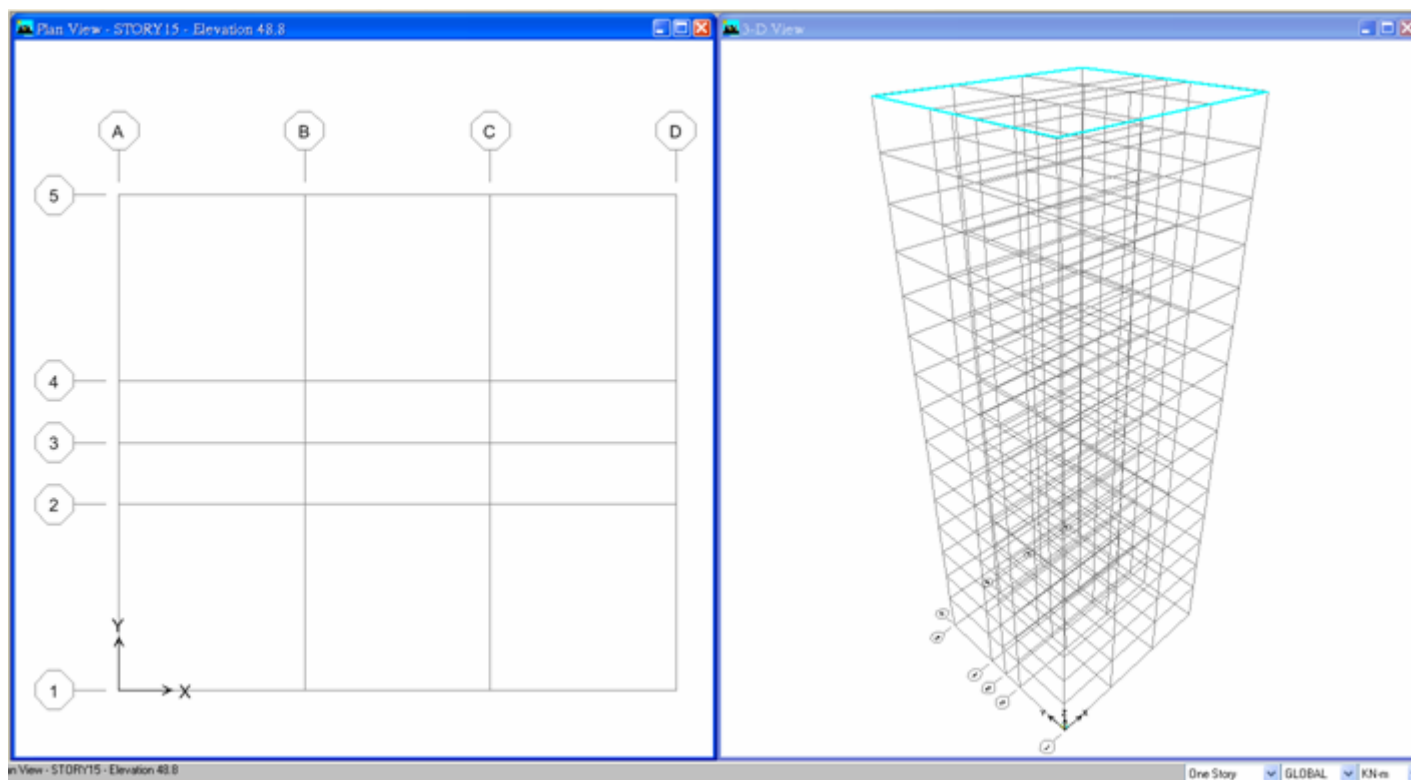 Plan View - STORY15 - Elevation 48.8
3-D View
A B C D
5
4
3
2
1
Y
X
Y Z X
View - STORY15 - Elevation 48.8
One Story GLOBAL KN-m